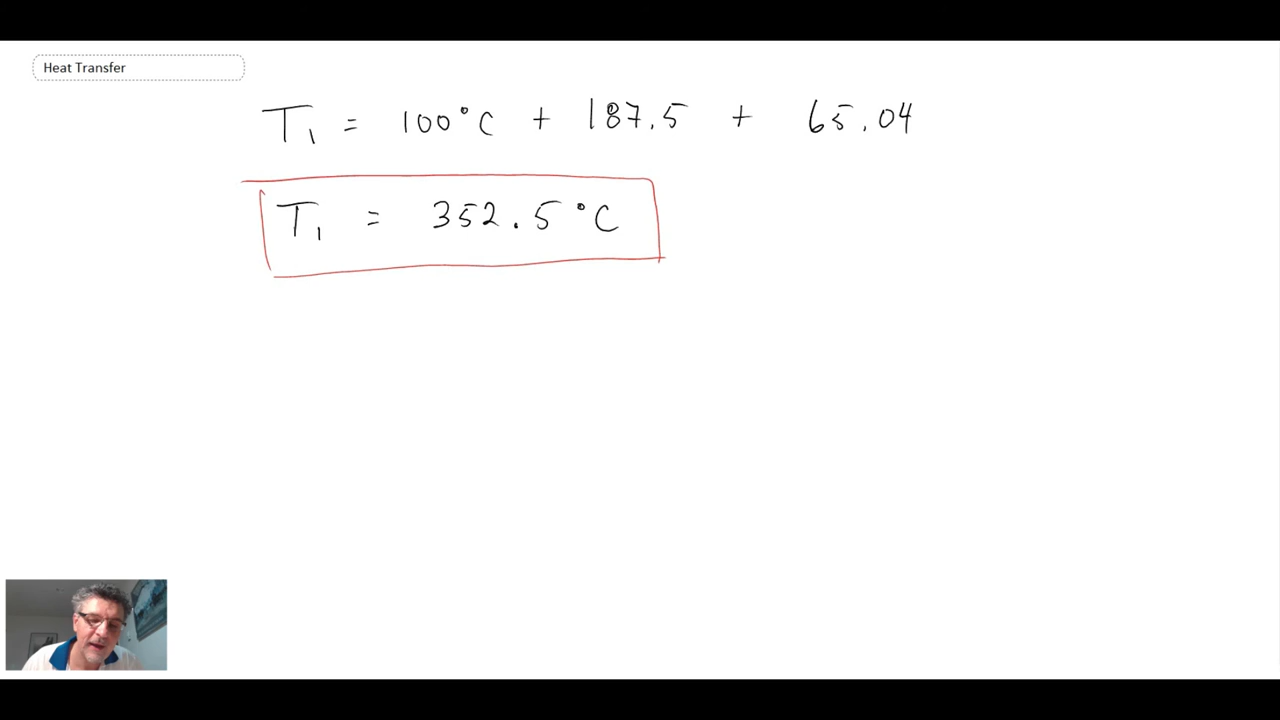 Heat Transfer
T₁ = 100°C + 187.5 + 65.04
T₁ = 352.5°C